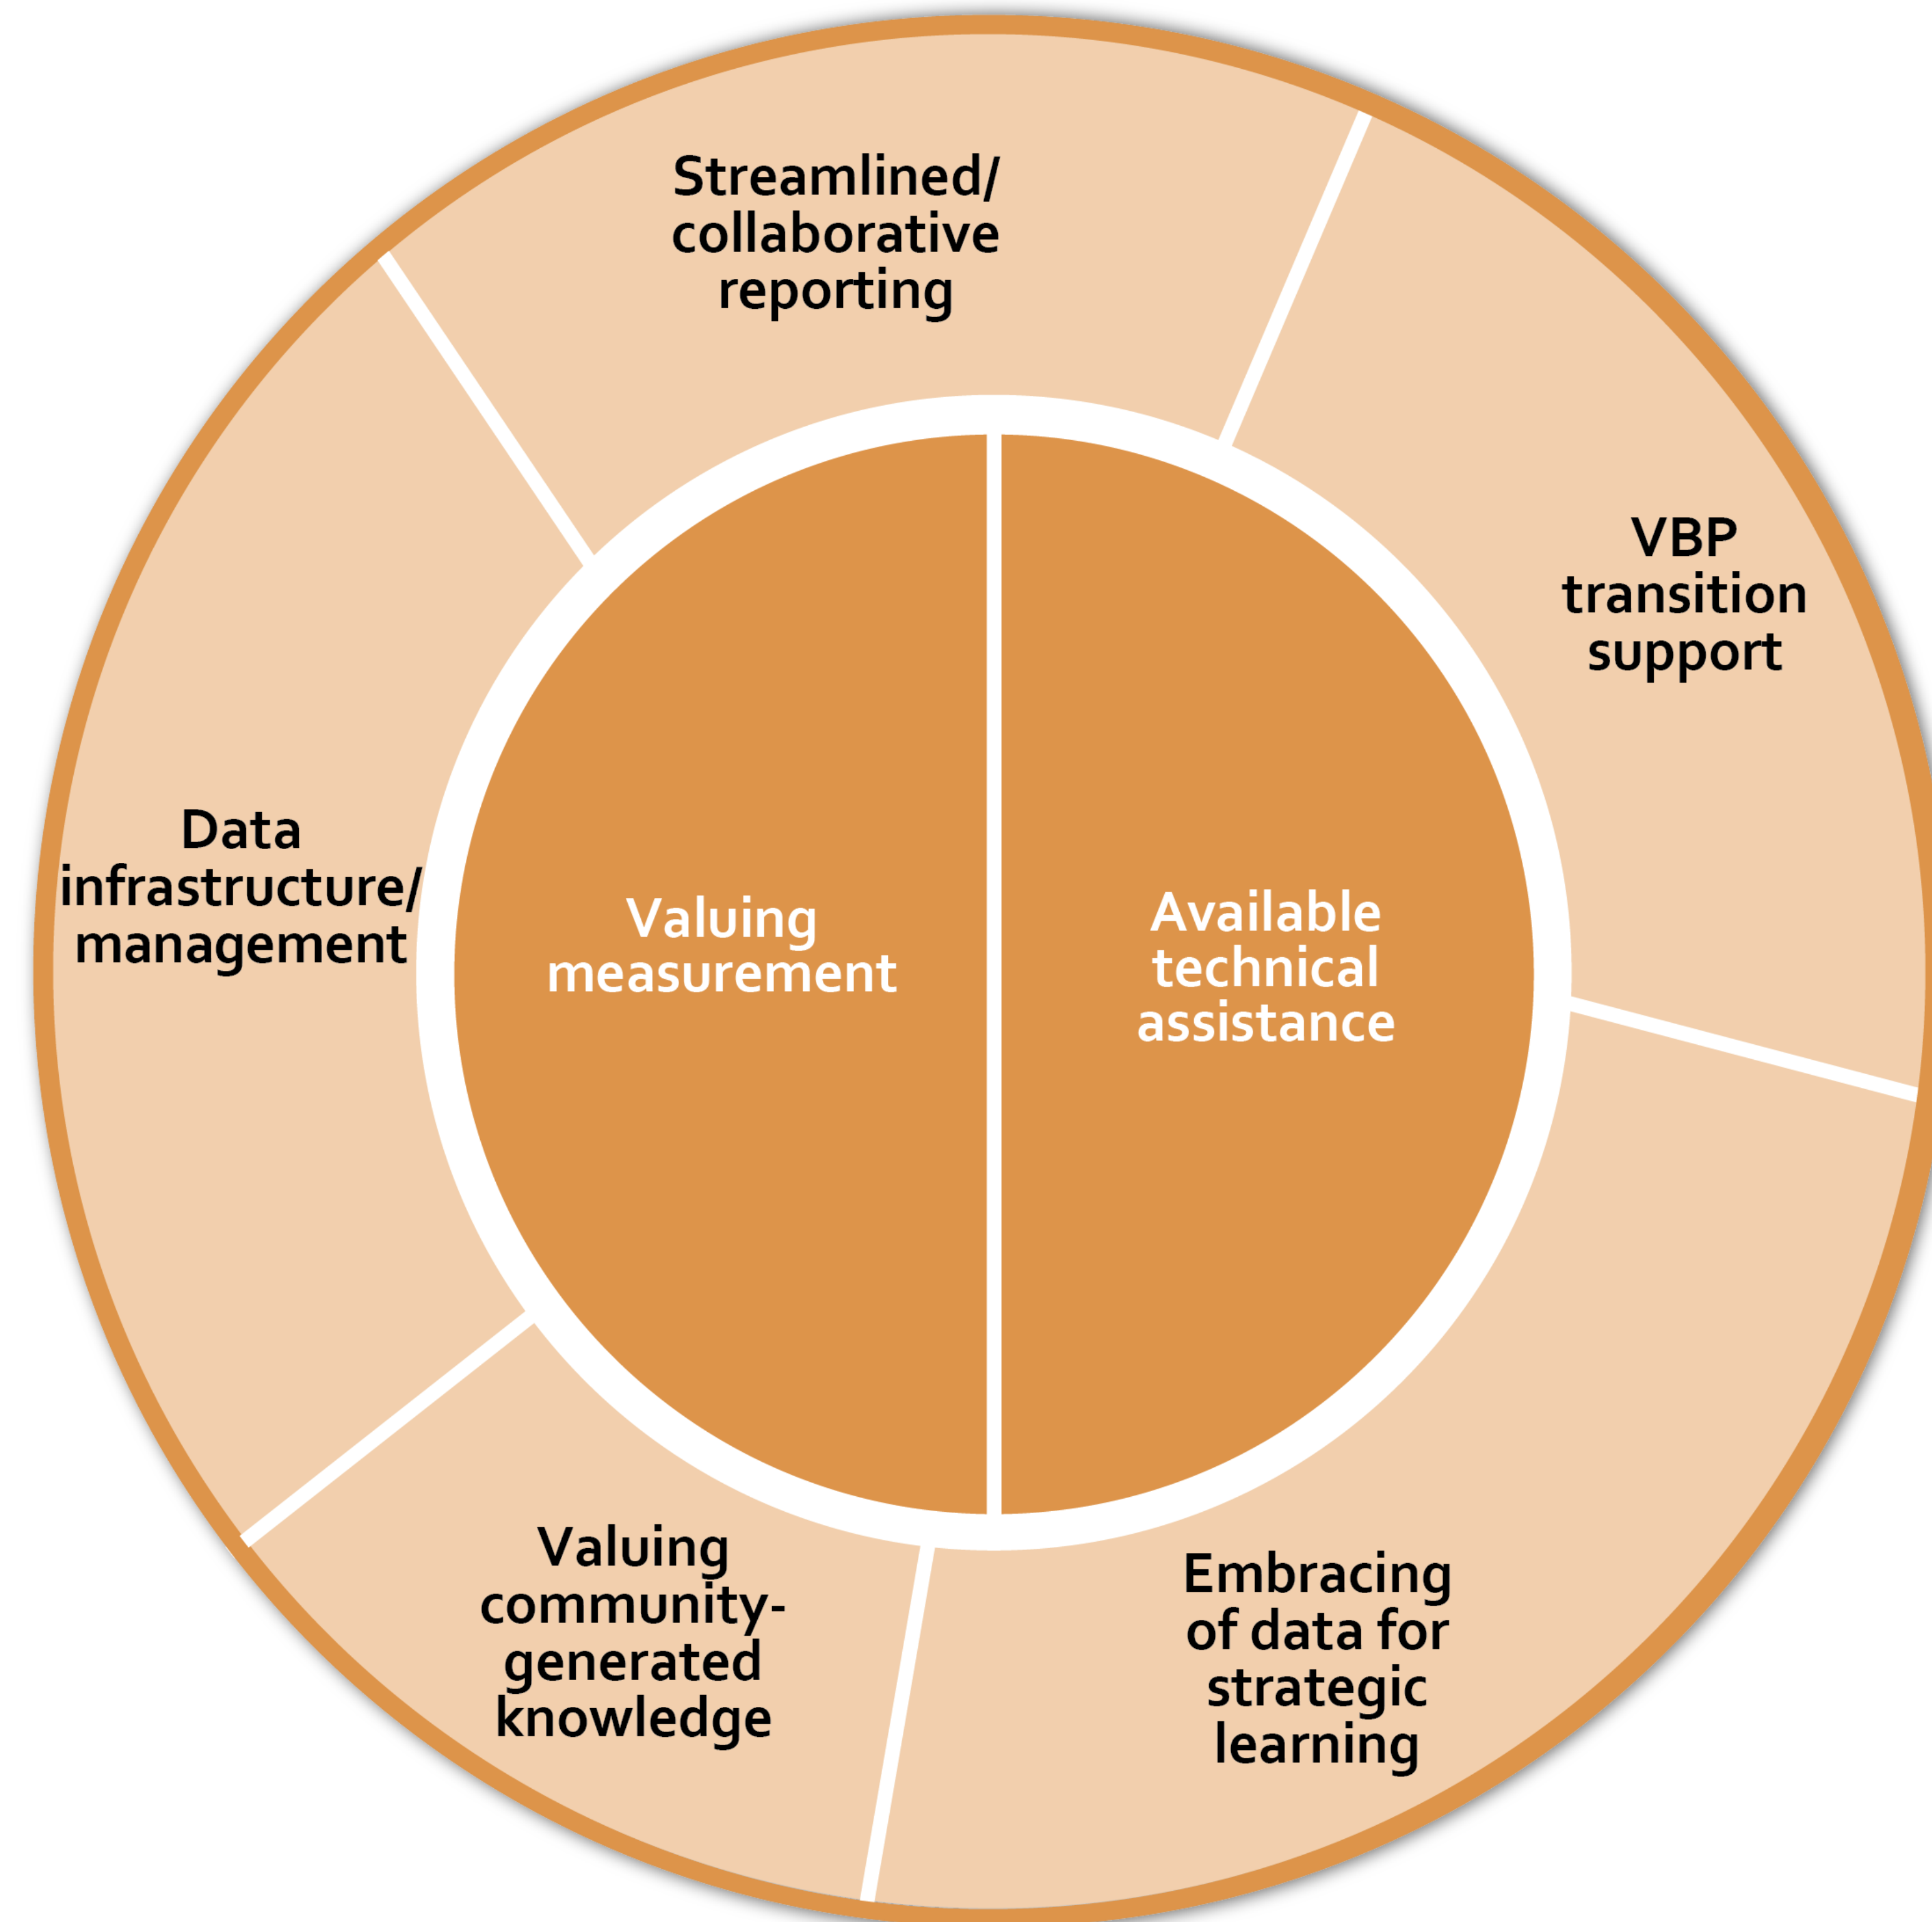 Streamlined/
collaborative
reporting
VBP
transition
support
Data
infrastructure/
management
Valuing
measurement
Available
technical
assistance
Valuing
community-
generated
knowledge
Embracing
of data for
strategic
learning